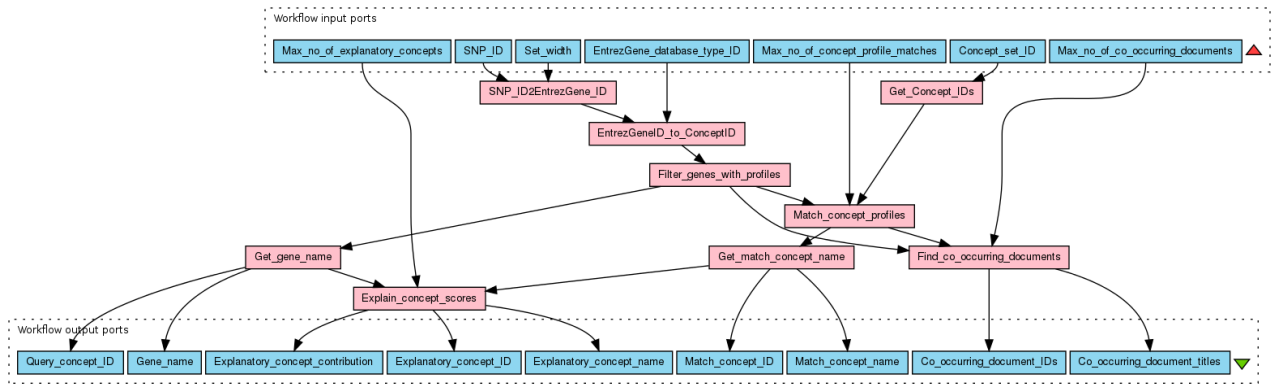 Workflow input ports
Max_no_of_explanatory_concepts SNP_ID Set_width EntrezGene_database_type_ID Max_no_of_concept_profile_matches Concept_set_ID Max_no_of_co_occurring_documents
SNP_ID2EntrezGene_ID Get_Concept_IDs
EntrezGeneID_to_ConceptID
Filter_genes_with_profiles
Match_concept_profiles
Get_gene_name Get_match_concept_name Find_co_occurring_documents
Explain_concept_scores
Workflow output ports
Query_concept_ID Gene_name Explanatory_concept_contribution Explanatory_concept_ID Explanatory_concept_name Match_concept_ID Match_concept_name Co_occurring_document_IDs Co_occurring_document_titles